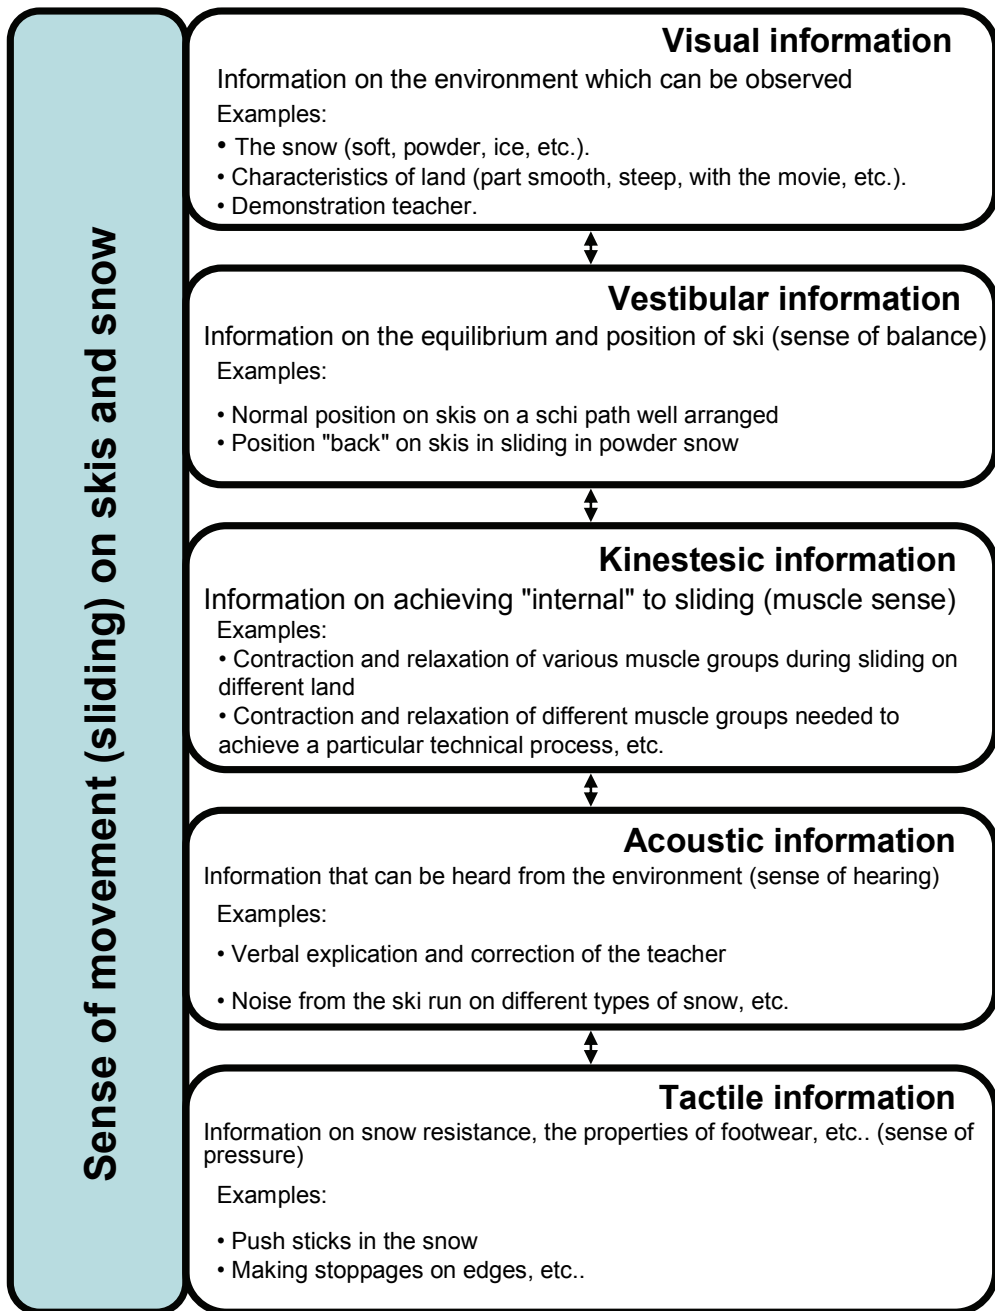 Sense of movement (sliding) on skis and snow
Visual information
Information on the environment which can be observed
Examples:
• The snow (soft, powder, ice, etc.).
• Characteristics of land (part smooth, steep, with the movie, etc.).
• Demonstration teacher.
Vestibular information
Information on the equilibrium and position of ski (sense of balance)
Examples:
• Normal position on skis on a schi path well arranged
• Position "back" on skis in sliding in powder snow
Kinestesic information
Information on achieving "internal" to sliding (muscle sense)
Examples:
• Contraction and relaxation of various muscle groups during sliding on
different land
• Contraction and relaxation of different muscle groups needed to
achieve a particular technical process, etc.
Acoustic information
Information that can be heard from the environment (sense of hearing)
Examples:
• Verbal explication and correction of the teacher
• Noise from the ski run on different types of snow, etc.
Tactile information
Information on snow resistance, the properties of footwear, etc.. (sense of
pressure)
Examples:
• Push sticks in the snow
• Making stoppages on edges, etc..